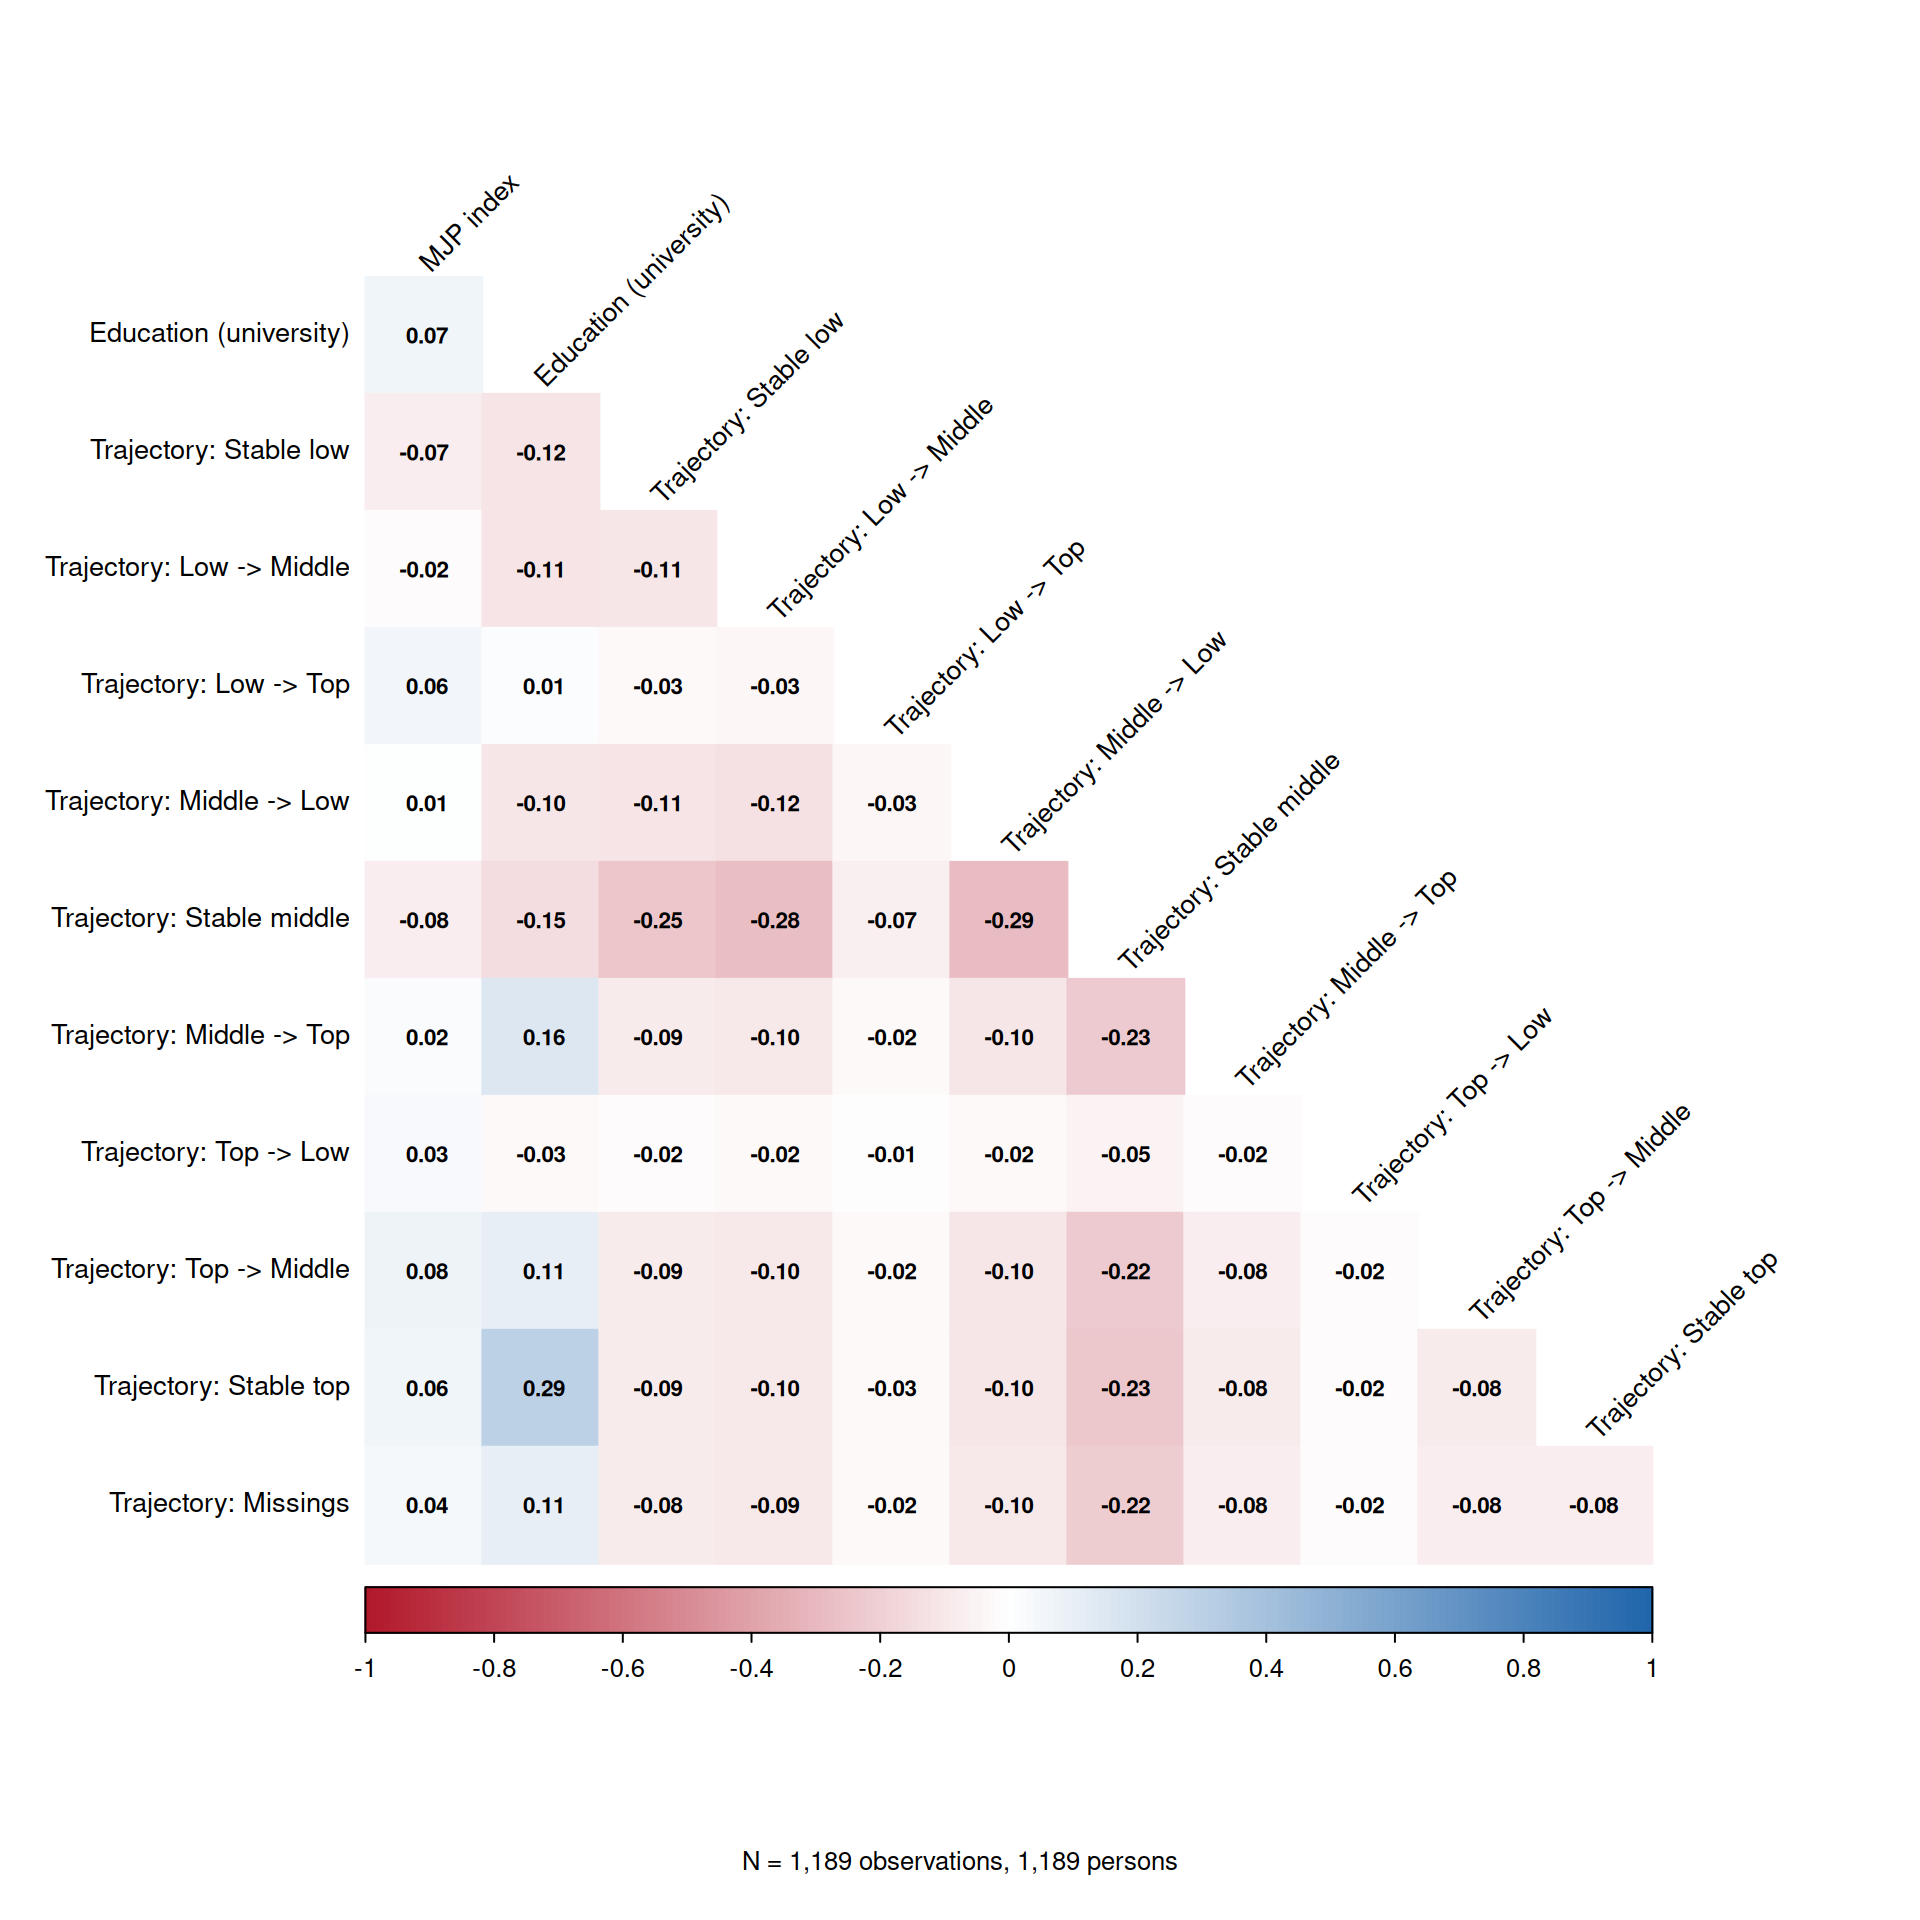 MJP index
Education (university)
Trajectory: Stable low
Trajectory: Low -> Middle
Trajectory: Low -> Top
Trajectory: Middle -> Low
Trajectory: Stable middle
Trajectory: Middle -> Top
Trajectory: Top -> Low
Trajectory: Top -> Middle
Trajectory: Stable top
Education (university) 0.07
Trajectory: Stable low -0.07 -0.12
Trajectory: Low -> Middle -0.02 -0.11 -0.11
Trajectory: Low -> Top 0.06 0.01 -0.03 -0.03
Trajectory: Middle -> Low 0.01 -0.10 -0.11 -0.12 -0.03
Trajectory: Stable middle -0.08 -0.15 -0.25 -0.28 -0.07 -0.29
Trajectory: Middle -> Top 0.02 0.16 -0.09 -0.10 -0.02 -0.10 -0.23
Trajectory: Top -> Low 0.03 -0.03 -0.02 -0.02 -0.01 -0.02 -0.05 -0.02
Trajectory: Top -> Middle 0.08 0.11 -0.09 -0.10 -0.02 -0.10 -0.22 -0.08 -0.02
Trajectory: Stable top 0.06 0.29 -0.09 -0.10 -0.03 -0.10 -0.23 -0.08 -0.02 -0.08
Trajectory: Missings 0.04 0.11 -0.08 -0.09 -0.02 -0.10 -0.22 -0.08 -0.02 -0.08 -0.08
-1 -0.8 -0.6 -0.4 -0.2 0 0.2 0.4 0.6 0.8 1
N = 1,189 observations, 1,189 persons